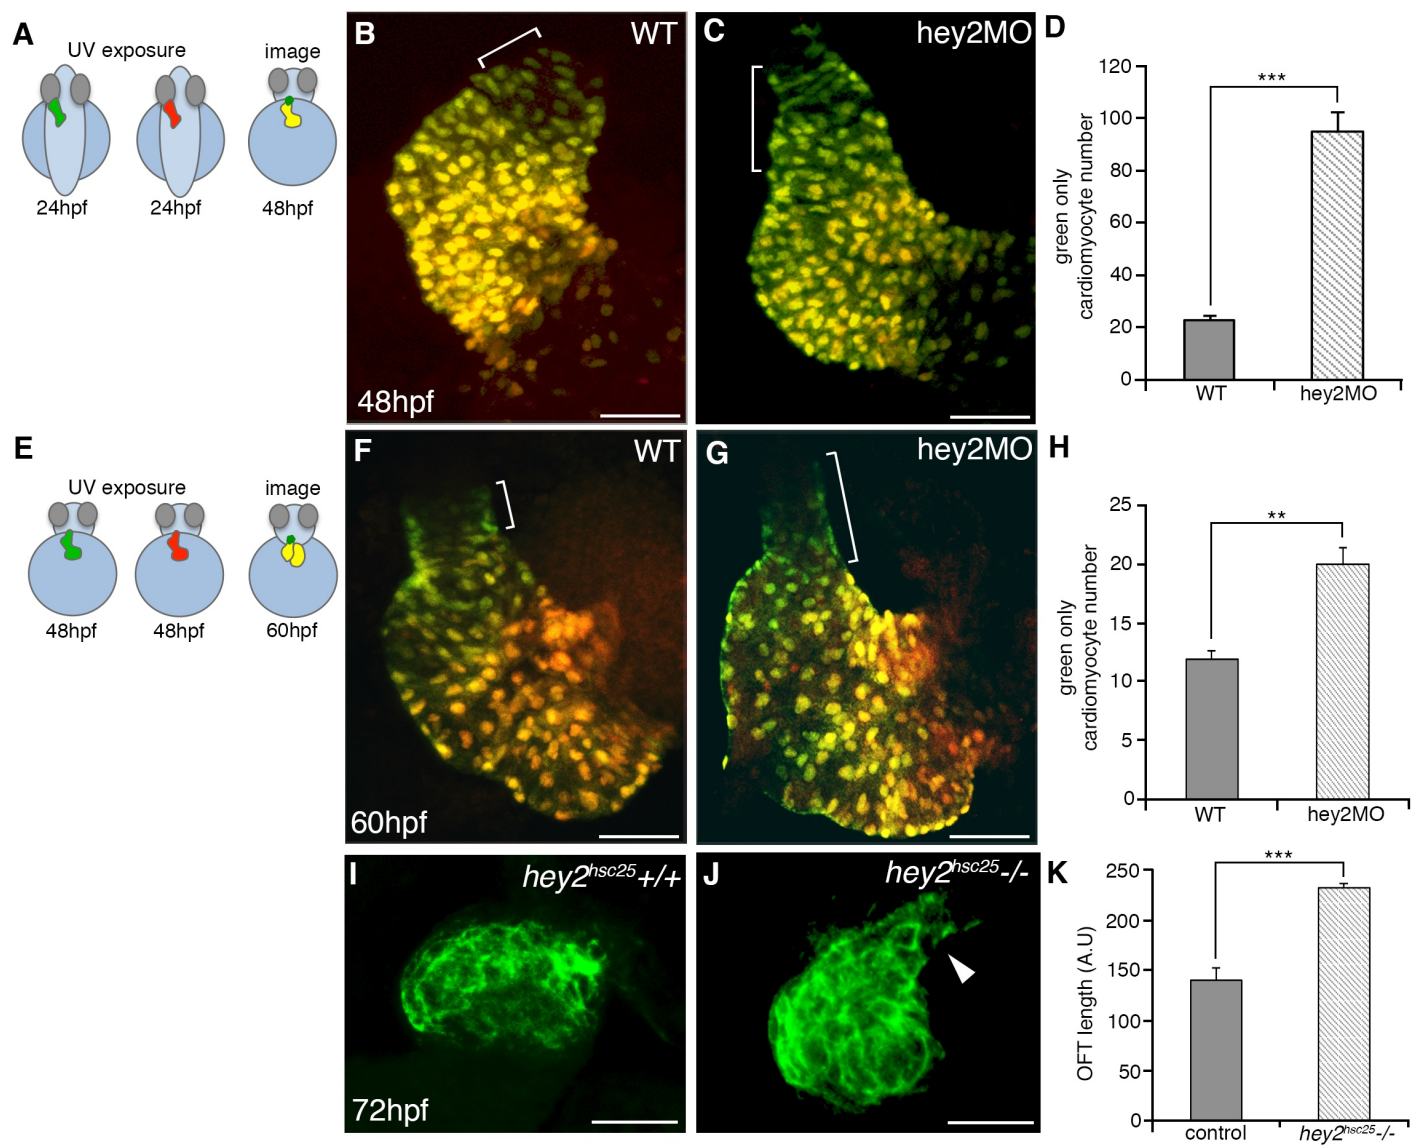 A
UV exposure
image
24hpf
24hpf
48hpf
B
WT
48hpf
C
hey2MO
D
green only
cardiomyocyte number
120
100
80
60
40
20
0
***
WT
hey2MO
E
UV exposure
image
48hpf
48hpf
60hpf
F
WT
60hpf
G
hey2MO
H
green only
cardiomyocyte number
25
20
15
10
5
0
**
WT
hey2MO
I
hey2hsc25+/+
72hpf
J
hey2hsc25-/-
K
OFT length (A.U)
250
200
150
100
50
0
***
control
hey2hsc25-/-